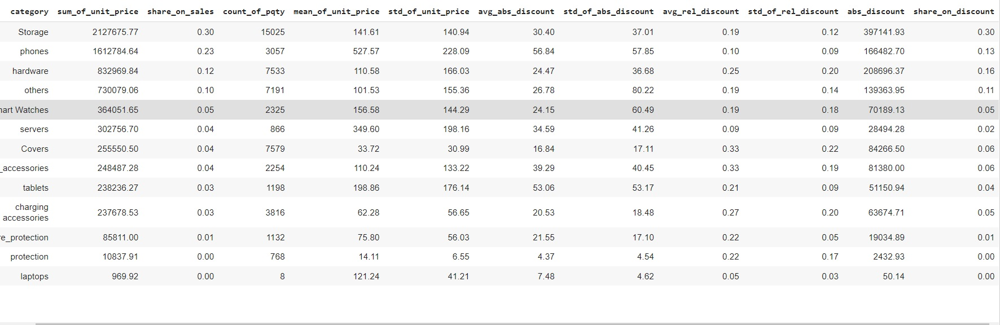 category sum_of_unit_price share_on_sales count_of_pqty mean_of_unit_price std_of_unit_price avg_abs_discount std_of_abs_discount avg_rel_discount std_of_rel_discount abs_discount share_on_discount
Storage 2127675.77 0.30 15025 141.61 140.94 30.40 37.01 0.19 0.12 397141.93 0.30
phones 1612784.64 0.23 3057 527.57 228.09 56.84 57.85 0.10 0.09 166482.70 0.13
hardware 832969.84 0.12 7533 110.58 166.03 24.47 36.68 0.25 0.20 208696.37 0.16
others 730079.06 0.10 7191 101.53 155.36 26.78 80.22 0.19 0.14 139363.95 0.11
nart Watches 364051.65 0.05 2325 156.58 144.29 24.15 60.49 0.19 0.18 70189.13 0.05
servers 302756.70 0.04 866 349.60 198.16 34.59 41.26 0.09 0.09 28494.28 0.02
Covers 255550.50 0.04 7579 33.72 30.99 16.84 17.11 0.33 0.22 84266.50 0.06
_accessories 248487.28 0.04 2254 110.24 133.22 39.29 40.45 0.33 0.19 81380.00 0.06
tablets 238236.27 0.03 1198 198.86 176.14 53.06 53.17 0.21 0.09 51150.94 0.04
charging
accessories 237678.53 0.03 3816 62.28 56.65 20.53 18.48 0.27 0.20 63674.71 0.05
re_protection 85811.00 0.01 1132 75.80 56.03 21.55 17.10 0.22 0.05 19034.89 0.01
protection 10837.91 0.00 768 14.11 6.55 4.37 4.54 0.22 0.17 2432.93 0.00
laptops 969.92 0.00 8 121.24 41.21 7.48 4.62 0.05 0.03 50.14 0.00